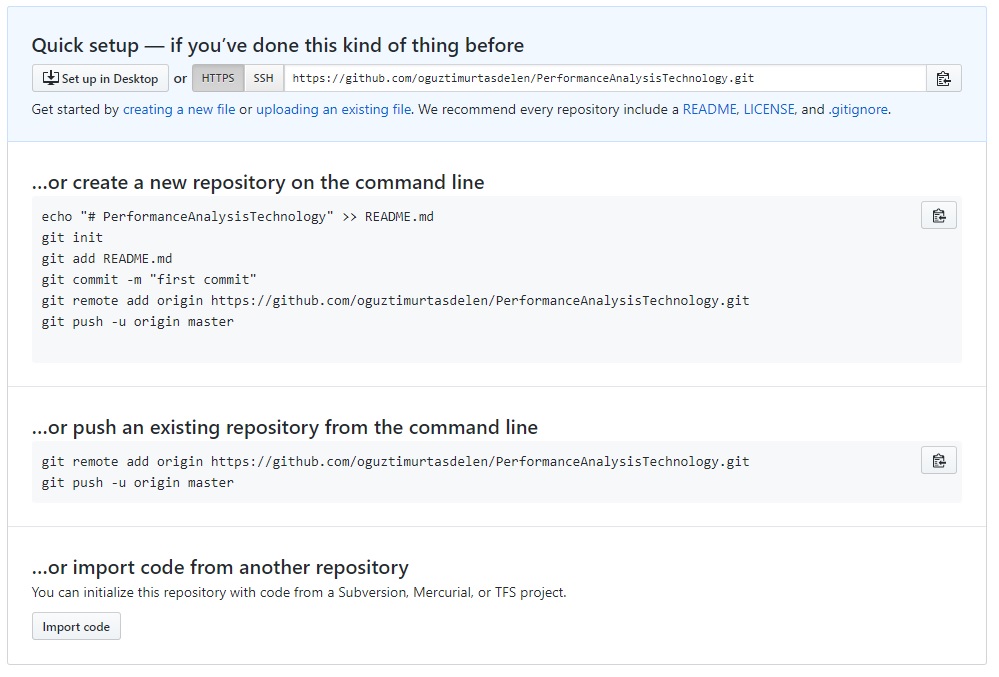 Quick setup — if you’ve done this kind of thing before
Set up in Desktop or HTTPS SSH https://github.com/oguztimurtasdelen/PerformanceAnalysisTechnology.git
Get started by creating a new file or uploading an existing file. We recommend every repository include a README, LICENSE, and .gitignore.
…or create a new repository on the command line
echo "# PerformanceAnalysisTechnology" >> README.md
git init
git add README.md
git commit -m "first commit"
git remote add origin https://github.com/oguztimurtasdelen/PerformanceAnalysisTechnology.git
git push -u origin master
…or push an existing repository from the command line
git remote add origin https://github.com/oguztimurtasdelen/PerformanceAnalysisTechnology.git
git push -u origin master
…or import code from another repository
You can initialize this repository with code from a Subversion, Mercurial, or TFS project.
Import code